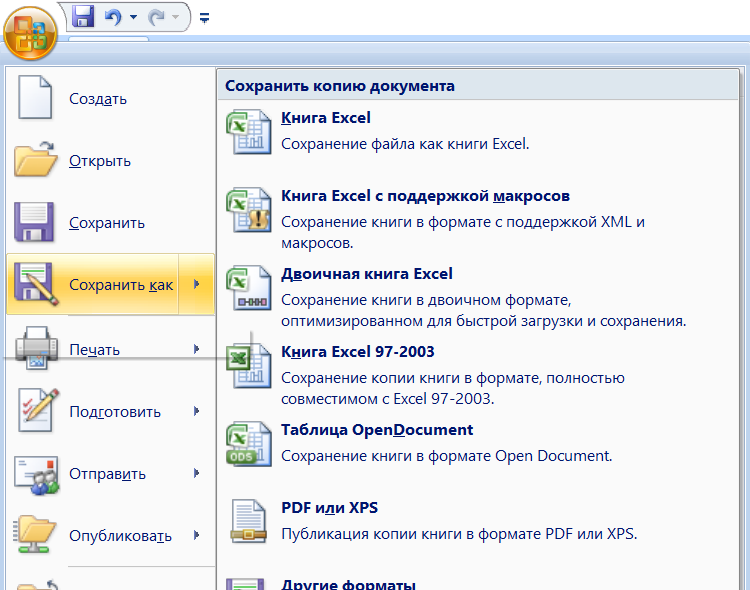 Создать
Открыть
Сохранить
Сохранить как
Печать
Подготовить
Отправить
Опубликовать
Сохранить копию документа
Книга Excel
Сохранение файла как книги Excel.
Книга Excel с поддержкой макросов
Сохранение книги в формате с поддержкой XML и
макросов.
Двоичная книга Excel
Сохранение книги в двоичном формате,
оптимизированном для быстрой загрузки и сохранения.
Книга Excel 97-2003
Сохранение копии книги в формате, полностью
совместимом с Excel 97-2003.
Таблица OpenDocument
ODS
Сохранение книги в формате Open Document.
PDF или XPS
Публикация копии книги в формате PDF или XPS.
Другие форматы